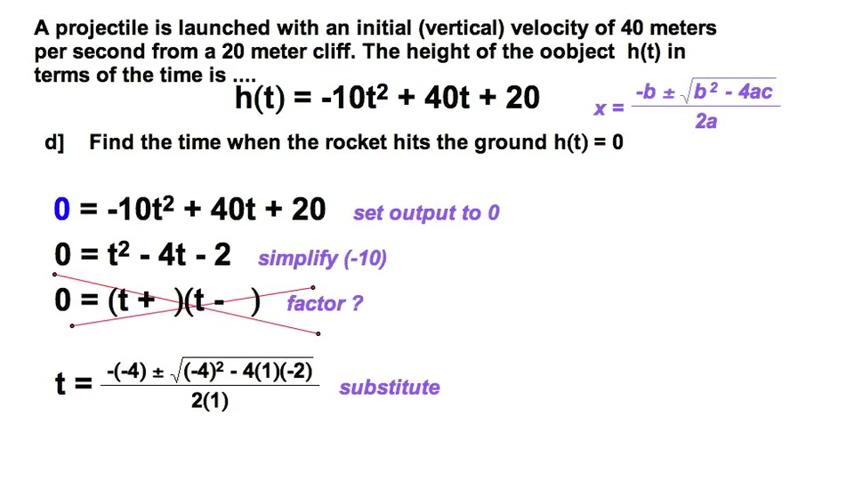 A projectile is launched with an initial (vertical) velocity of 40 meters
per second from a 20 meter cliff. The height of the oobject h(t) in
terms of the time is ....
h(t) = -10t² + 40t + 20
x = (-b ± √(b² - 4ac)) / 2a
d] Find the time when the rocket hits the ground h(t) = 0
0 = -10t² + 40t + 20 set output to 0
0 = t² - 4t - 2 simplify (-10)
0 = (t + )(t - ) factor ?
t = (-(-4) ± √((-4)² - 4(1)(-2))) / 2(1) substitute